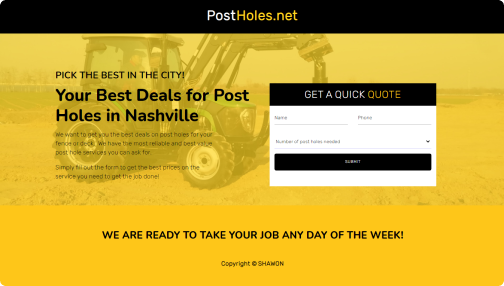 PostHoles.net
PICK THE BEST IN THE CITY!
Your Best Deals for Post
Holes in Nashville
We want to get you the best deals on post holes for your
fence or deck. We have the most reliable and best value
post hole services you can ask for.
Simply fill out the form to get the best prices on the
service you need to get the job done!
GET A QUICK QUOTE
Name
Phone
Number of post holes needed
SUBMIT
WE ARE READY TO TAKE YOUR JOB ANY DAY OF THE WEEK!
Copyright © SHAWON